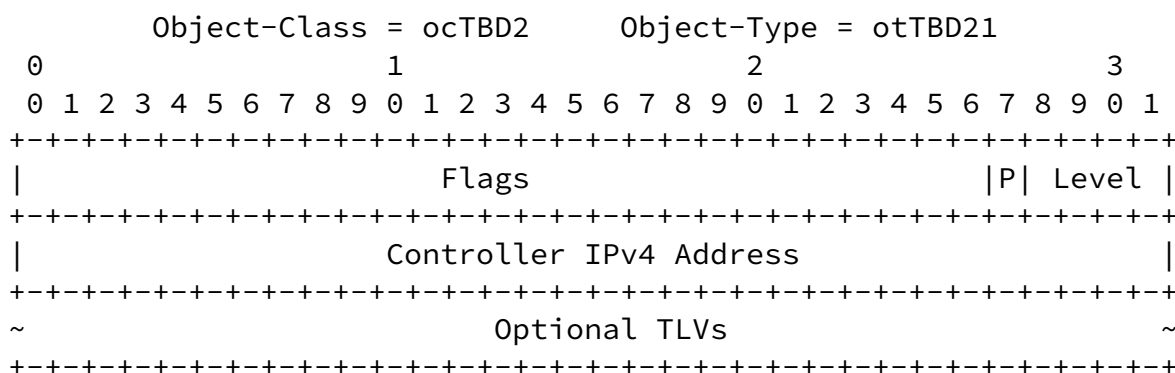 Object-Class = ocTBD2     Object-Type = otTBD21
 0                   1                   2                   3
 0 1 2 3 4 5 6 7 8 9 0 1 2 3 4 5 6 7 8 9 0 1 2 3 4 5 6 7 8 9 0 1
+-+-+-+-+-+-+-+-+-+-+-+-+-+-+-+-+-+-+-+-+-+-+-+-+-+-+-+-+-+-+-+-+
|                       Flags                         |P| Level |
+-+-+-+-+-+-+-+-+-+-+-+-+-+-+-+-+-+-+-+-+-+-+-+-+-+-+-+-+-+-+-+-+
|                    Controller IPv4 Address                    |
+-+-+-+-+-+-+-+-+-+-+-+-+-+-+-+-+-+-+-+-+-+-+-+-+-+-+-+-+-+-+-+-+
~                          Optional TLVs                        ~
+-+-+-+-+-+-+-+-+-+-+-+-+-+-+-+-+-+-+-+-+-+-+-+-+-+-+-+-+-+-+-+-+